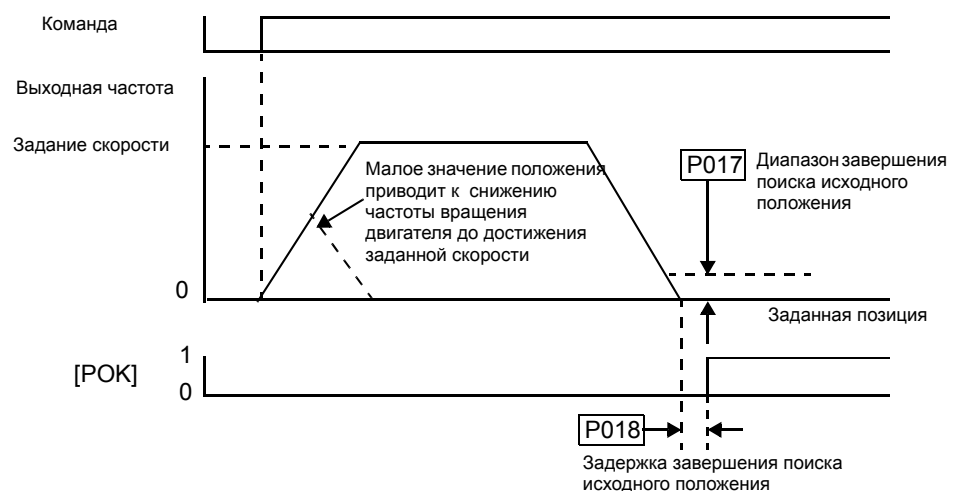 Команда
Выходная частота
Задание скорости
Малое значение положения
приводит к снижению
частоты вращения
двигателя до достижения
заданной скорости
P017
Диапазон завершения
поиска исходного
положения
0
Заданная позиция
[POK]
1
0
P018
Задержка завершения поиска
исходного положения